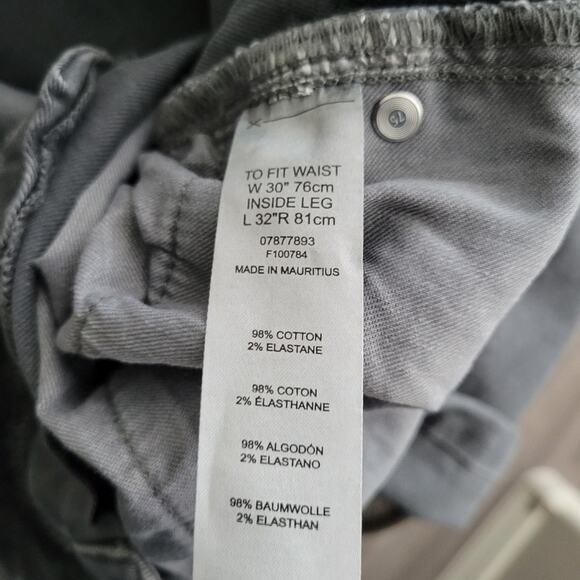 TO FIT WAIST
W 30" 76cm
INSIDE LEG
L 32"R 81cm
07877893
F100784
MADE IN MAURITIUS
98% COTTON
2% ELASTANE
98% COTON
2% ÉLASTHANNE
98% ALGODÓN
2% ELASTANO
98% BAUMWOLLE
2% ELASTHAN